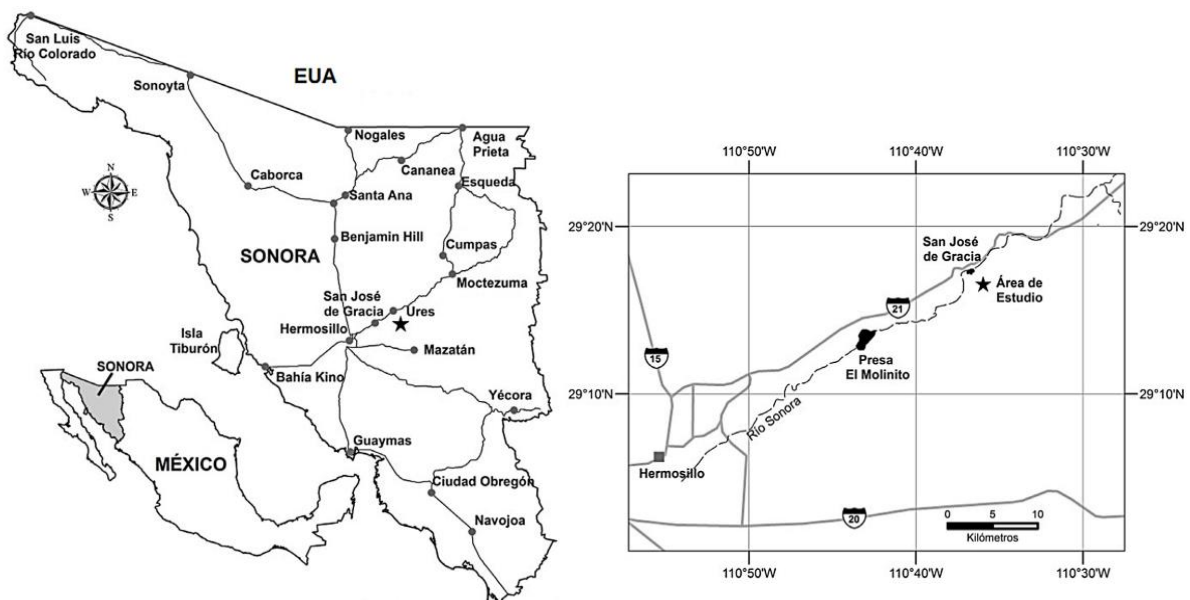 San Luis
Río Colorado
EUA
Sonoyta
Nogales
Agua
Prieta
Cananea
Caborca
Esqueda
Santa Ana
N
W
E
S
Benjamin Hill
SONORA
Cumpas
Moctezuma
San José
de Gracia
Ures
Hermosillo
Isla
Tiburón
Mazatán
SONORA
Bahía Kino
Yécora
MÉXICO
Guaymas
Ciudad Obregón
Navojoa
110°50'W
110°40'W
110°30'W
29°20'N
29°20'N
San José
de Gracia
Área de
Estudio
21
15
Presa
El Molinito
29°10'N
29°10'N
Río Sonora
Hermosillo
20
0 5 10
Kilómetros
110°50'W
110°40'W
110°30'W